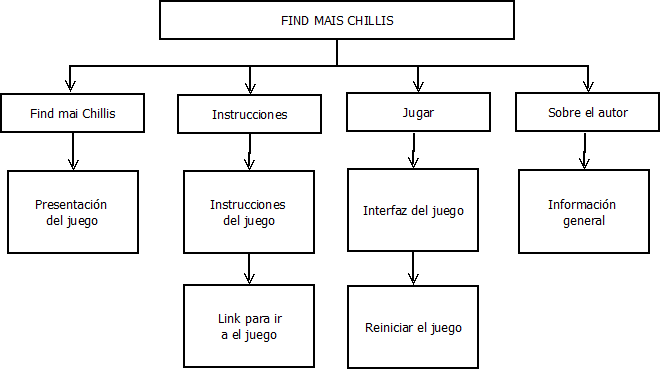 FIND MAIS CHILLIS
Find mai Chillis
Instrucciones
Jugar
Sobre el autor
Presentación
del juego
Instrucciones
del juego
Interfaz del juego
Información
general
Link para ir
a el juego
Reiniciar el juego